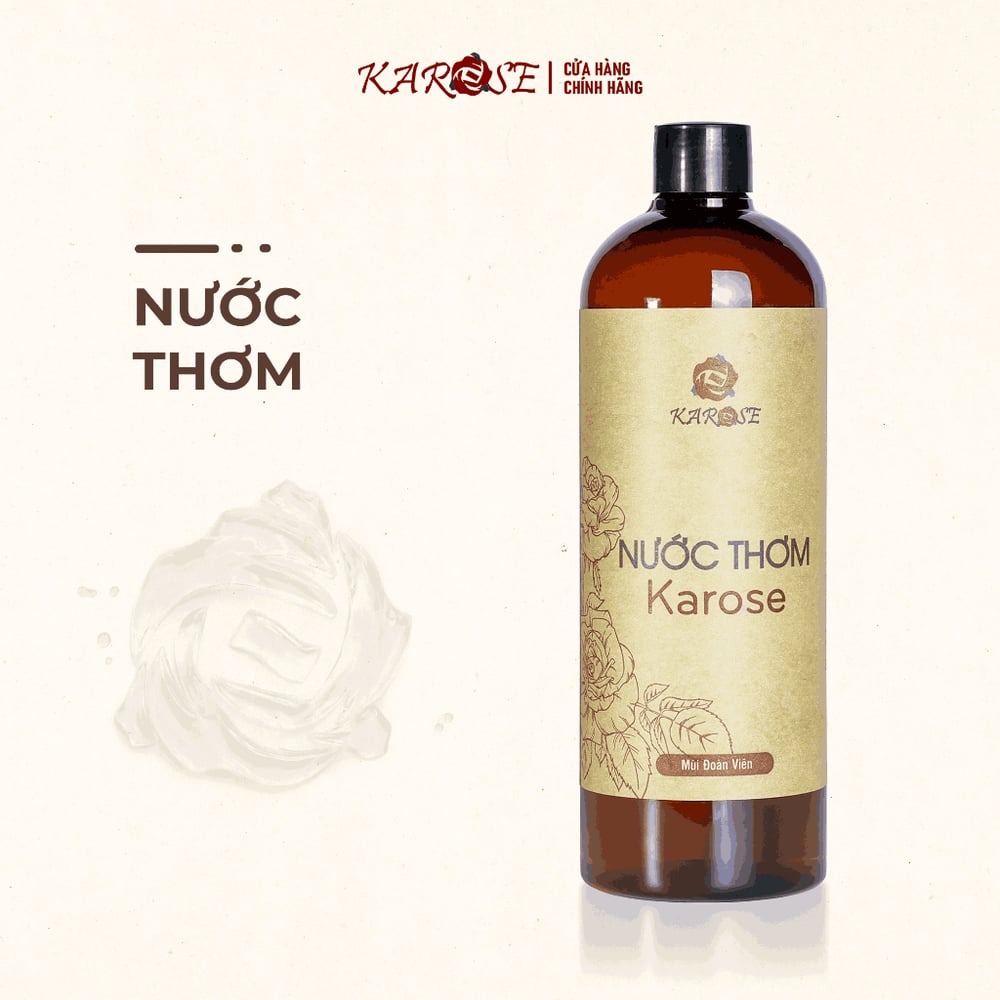 KAROSE
CỬA HÀNG
CHÍNH HÃNG
NƯỚC
THƠM
KAROSE
NƯỚC THƠM
Karose
Mùi Đoàn Viên